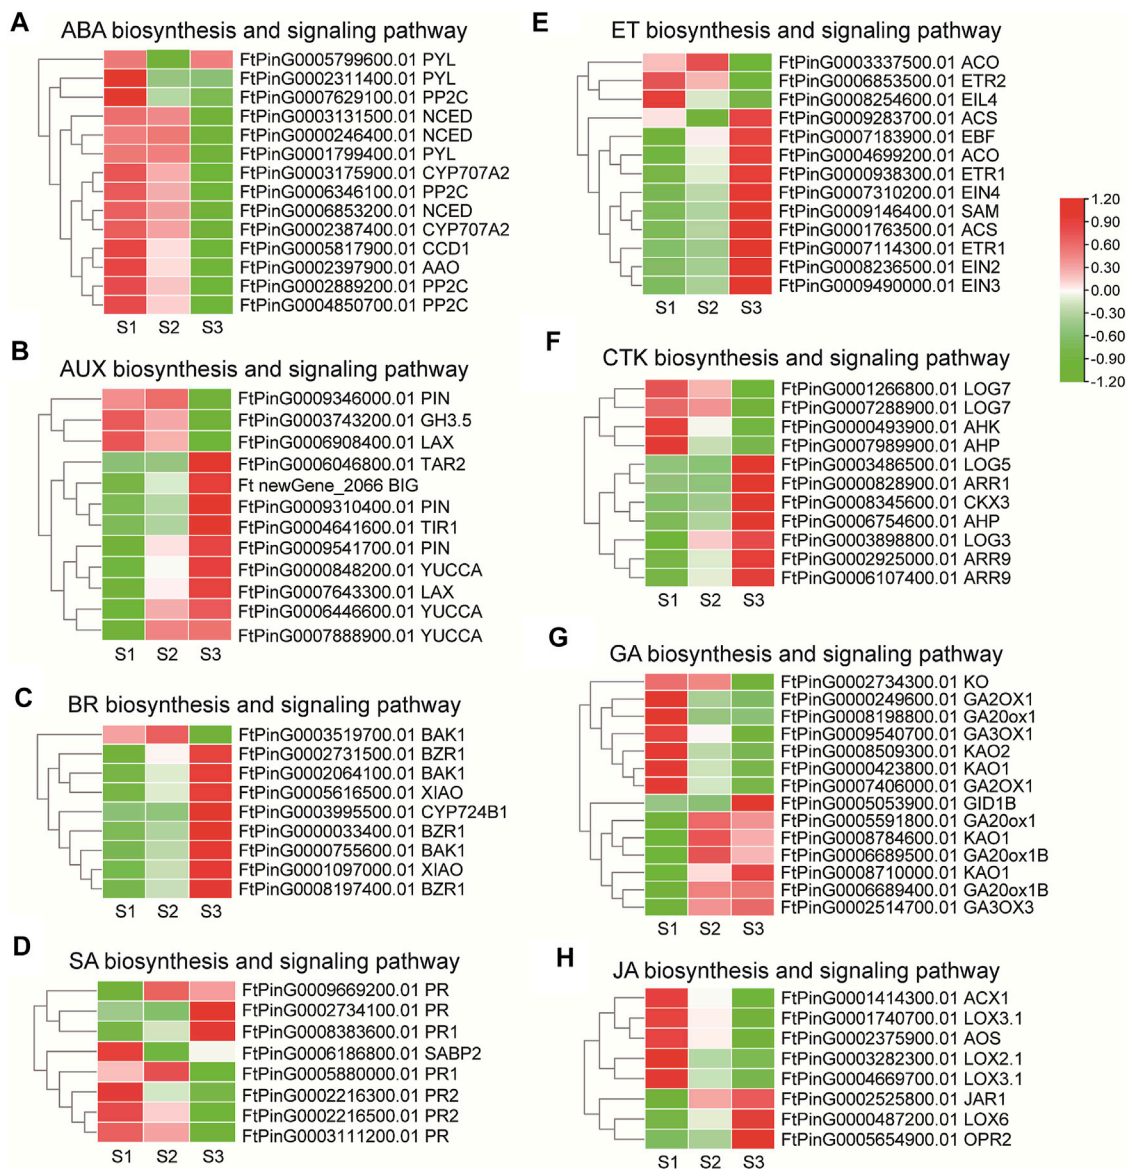 A
ABA biosynthesis and signaling pathway
FtPinG0005799600.01 PYL
FtPinG0002311400.01 PYL
FtPinG0007629100.01 PP2C
FtPinG0003131500.01 NCED
FtPinG0000246400.01 NCED
FtPinG0001799400.01 PYL
FtPinG0003175900.01 CYP707A2
FtPinG0006346100.01 PP2C
FtPinG0006853200.01 NCED
FtPinG0002387400.01 CYP707A2
FtPinG0005817900.01 CCD1
FtPinG0002397900.01 AAO
FtPinG0002889200.01 PP2C
FtPinG0004850700.01 PP2C
S1 S2 S3
B
AUX biosynthesis and signaling pathway
FtPinG0009346000.01 PIN
FtPinG0003743200.01 GH3.5
FtPinG0006908400.01 LAX
FtPinG0006046800.01 TAR2
Ft newGene_2066 BIG
FtPinG0009310400.01 PIN
FtPinG0004641600.01 TIR1
FtPinG0009541700.01 PIN
FtPinG0000848200.01 YUCCA
FtPinG0007643300.01 LAX
FtPinG0006446600.01 YUCCA
FtPinG0007888900.01 YUCCA
S1 S2 S3
C
BR biosynthesis and signaling pathway
FtPinG0003519700.01 BAK1
FtPinG0002731500.01 BZR1
FtPinG0002064100.01 BAK1
FtPinG0005616500.01 XIAO
FtPinG0003995500.01 CYP724B1
FtPinG0000033400.01 BZR1
FtPinG0000755600.01 BAK1
FtPinG0001097000.01 XIAO
FtPinG0008197400.01 BZR1
S1 S2 S3
D
SA biosynthesis and signaling pathway
FtPinG0009669200.01 PR
FtPinG0002734100.01 PR
FtPinG0008383600.01 PR1
FtPinG0006186800.01 SABP2
FtPinG0005880000.01 PR1
FtPinG0002216300.01 PR2
FtPinG0002216500.01 PR2
FtPinG0003111200.01 PR
S1 S2 S3
E
ET biosynthesis and signaling pathway
FtPinG0003337500.01 ACO
FtPinG0006853500.01 ETR2
FtPinG0008254600.01 EIL4
FtPinG0009283700.01 ACS
FtPinG0007183900.01 EBF
FtPinG0004699200.01 ACO
FtPinG0000938300.01 ETR1
FtPinG0007310200.01 EIN4
FtPinG0009146400.01 SAM
FtPinG0001763500.01 ACS
FtPinG0007114300.01 ETR1
FtPinG0008236500.01 EIN2
FtPinG0009490000.01 EIN3
S1 S2 S3
1.20
0.90
0.60
0.30
0.00
-0.30
-0.60
-0.90
-1.20
F
CTK biosynthesis and signaling pathway
FtPinG0001266800.01 LOG7
FtPinG0007288900.01 LOG7
FtPinG0000493900.01 AHK
FtPinG0007989900.01 AHP
FtPinG0003486500.01 LOG5
FtPinG0000828900.01 ARR1
FtPinG0008345600.01 CKX3
FtPinG0006754600.01 AHP
FtPinG0003898800.01 LOG3
FtPinG0002925000.01 ARR9
FtPinG0006107400.01 ARR9
S1 S2 S3
G
GA biosynthesis and signaling pathway
FtPinG0002734300.01 KO
FtPinG0000249600.01 GA2OX1
FtPinG0008198800.01 GA20ox1
FtPinG0009540700.01 GA3OX1
FtPinG0008509300.01 KAO2
FtPinG0000423800.01 KAO1
FtPinG0007406000.01 GA2OX1
FtPinG0005053900.01 GID1B
FtPinG0005591800.01 GA20ox1
FtPinG0008784600.01 KAO1
FtPinG0006689500.01 GA20ox1B
FtPinG0008710000.01 KAO1
FtPinG0006689400.01 GA20ox1B
FtPinG0002514700.01 GA3OX3
S1 S2 S3
H
JA biosynthesis and signaling pathway
FtPinG0001414300.01 ACX1
FtPinG0001740700.01 LOX3.1
FtPinG0002375900.01 AOS
FtPinG0003282300.01 LOX2.1
FtPinG0004669700.01 LOX3.1
FtPinG0002525800.01 JAR1
FtPinG0000487200.01 LOX6
FtPinG0005654900.01 OPR2
S1 S2 S3